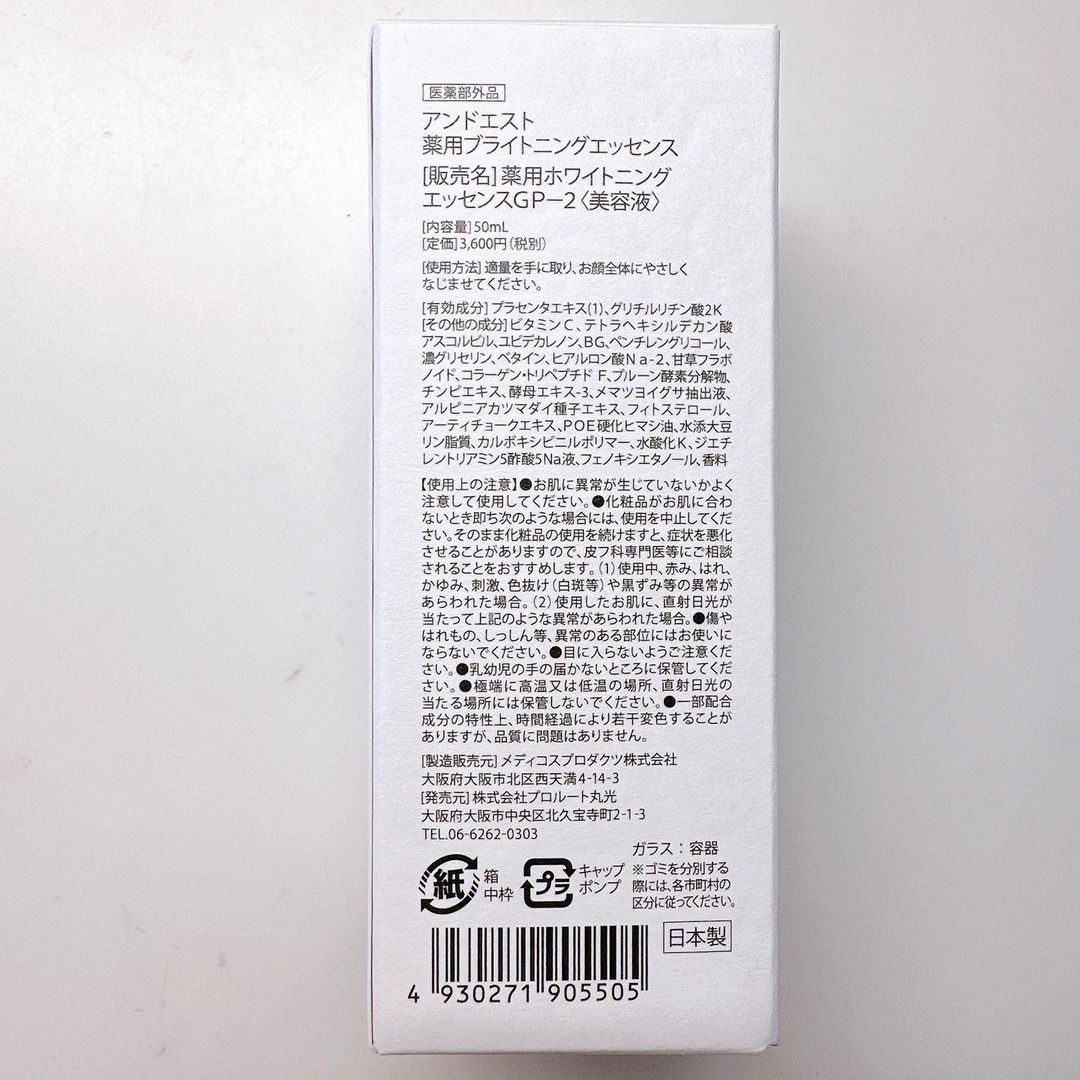 医薬部外品
アンドエスト
薬用ブライトニングエッセンス
[販売名]薬用ホワイトニング
エッセンスGP-2〈美容液〉
[内容量]50mL
[定価]3,600円(税別)
[使用方法]適量を手に取り、お顔全体にやさしく
なじませてください。
[有効成分]プラセンタエキス(1)、グリチルリチン酸2K
[その他の成分]ビタミンC、テトラヘキシルデカン酸
アスコルビル、ユビデカレノン、BG、ペンチレングリコール、
濃グリセリン、ベタイン、ヒアルロン酸Na-2、甘草フラボ
ノイド、コラーゲン・トリペプチド F、プルーン酵素分解物、
チンピエキス、酵母エキス-3、メマツヨイグサ抽出液、
アルピニアカツマダイ種子エキス、フィトステロール、
アーティチョークエキス、POE硬化ヒマシ油、水添大豆
リン脂質、カルボキシビニルポリマー、水酸化K、ジエチ
レントリアミン5酢酸5Na液、フェノキシエタノール、香料
【使用上の注意】●お肌に異常が生じていないかよく
注意して使用してください。●化粧品がお肌に合わ
ないとき即ち次のような場合には、使用を中止してくだ
さい。そのまま化粧品の使用を続けますと、症状を悪化
させることがありますので、皮フ科専門医等にご相談
されることをおすすめします。(1)使用中、赤み、はれ、
かゆみ、刺激、色抜け(白斑等)や黒ずみ等の異常が
あらわれた場合。(2)使用したお肌に、直射日光が
当たって上記のような異常があらわれた場合。●傷や
はれもの、しっしん等、異常のある部位にはお使いに
ならないでください。●目に入らないようご注意くださ
い。●乳幼児の手の届かないところに保管してくだ
さい。●極端に高温又は低温の場所、直射日光の
当たる場所には保管しないでください。●一部配合
成分の特性上、時間経過により若干変色することが
ありますが、品質に問題はありません。
[製造販売元]メディコスプロダクツ株式会社
大阪府大阪市北区西天満4-14-3
[発売元]株式会社プロルート丸光
大阪府大阪市中央区北久宝寺町2-1-3
TEL.06-6262-0303
ガラス：容器
紙
箱
中枠
プラ
キャップ
ポンプ
※ゴミを分別する
際には、各市町村の
区分に従ってください。
日本製
4 930271 905505